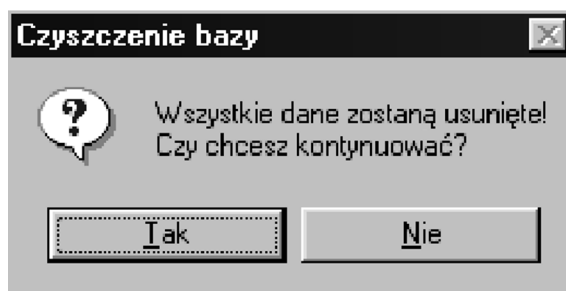 Czyszczenie bazy
Wszystkie dane zostaną usunięte!
Czy chcesz kontynuować?
Tak
Nie